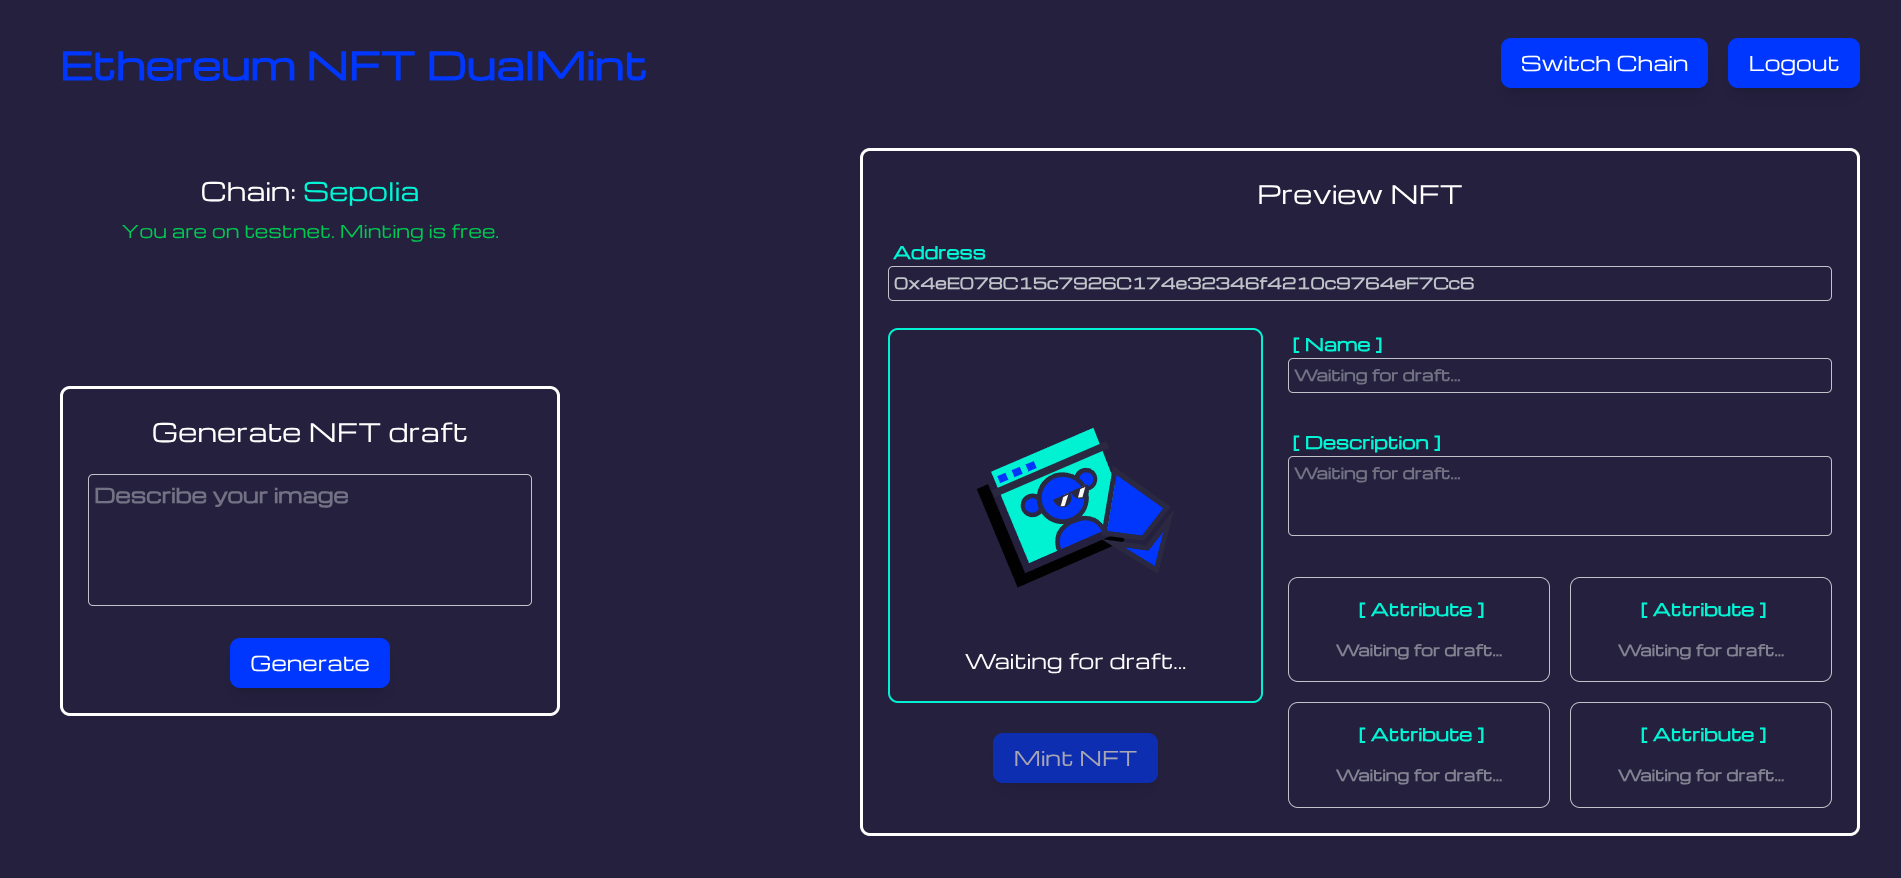 Ethereum NFT DualMint
Switch Chain
Logout
Chain: Sepolia
You are on testnet. Minting is free.
Generate NFT draft
Describe your image
Generate
Preview NFT
Address
0x4eE078C15c7926C174e32346f4210c9764eF7Cc6
Waiting for draft...
Mint NFT
[ Name ]
Waiting for draft...
[ Description ]
Waiting for draft...
[ Attribute ]
Waiting for draft...
[ Attribute ]
Waiting for draft...
[ Attribute ]
Waiting for draft...
[ Attribute ]
Waiting for draft...